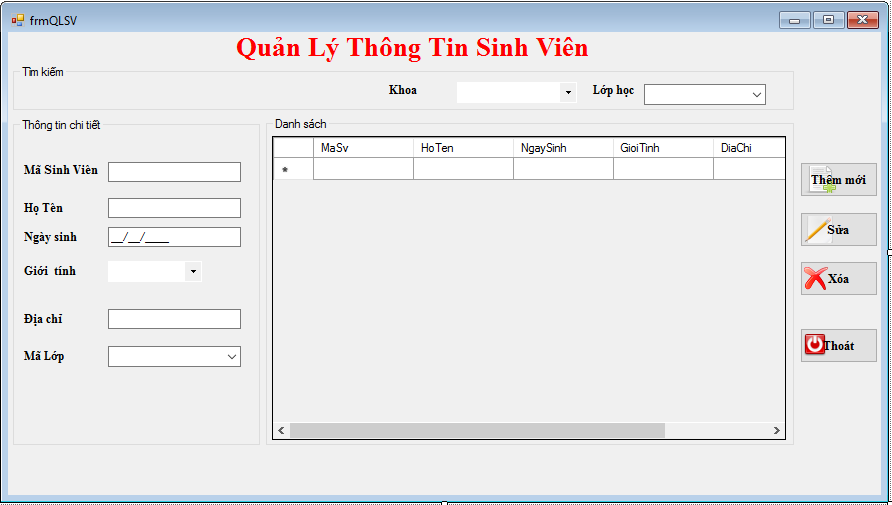 frmQLSV
Quản Lý Thông Tin Sinh Viên
Tìm kiếm
Khoa
Lớp học
Thông tin chi tiết
Mã Sinh Viên
Họ Tên
Ngày sinh
__/__/____
Giới tính
Địa chỉ
Mã Lớp
Danh sách
MaSv HoTen NgaySinh GioiTinh DiaChi
*
Thêm mới
Sửa
Xóa
Thoát